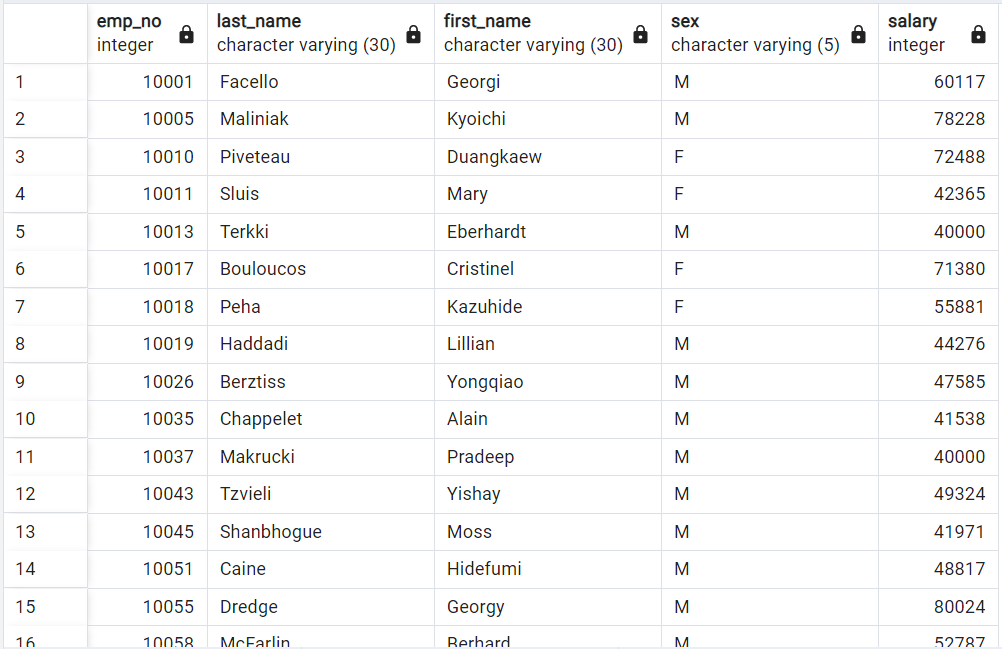 emp_no last_name first_name sex salary
integer character varying (30) character varying (30) character varying (5) integer
1 10001 Facello Georgi M 60117
2 10005 Maliniak Kyoichi M 78228
3 10010 Piveteau Duangkaew F 72488
4 10011 Sluis Mary F 42365
5 10013 Terkki Eberhardt M 40000
6 10017 Bouloucos Cristinel F 71380
7 10018 Peha Kazuhide F 55881
8 10019 Haddadi Lillian M 44276
9 10026 Berztiss Yongqiao M 47585
10 10035 Chappelet Alain M 41538
11 10037 Makrucki Pradeep M 40000
12 10043 Tzvieli Yishay M 49324
13 10045 Shanbhogue Moss M 41971
14 10051 Caine Hidefumi M 48817
15 10055 Dredge Georgy M 80024
16 10058 McFarlin Berhard M 52787